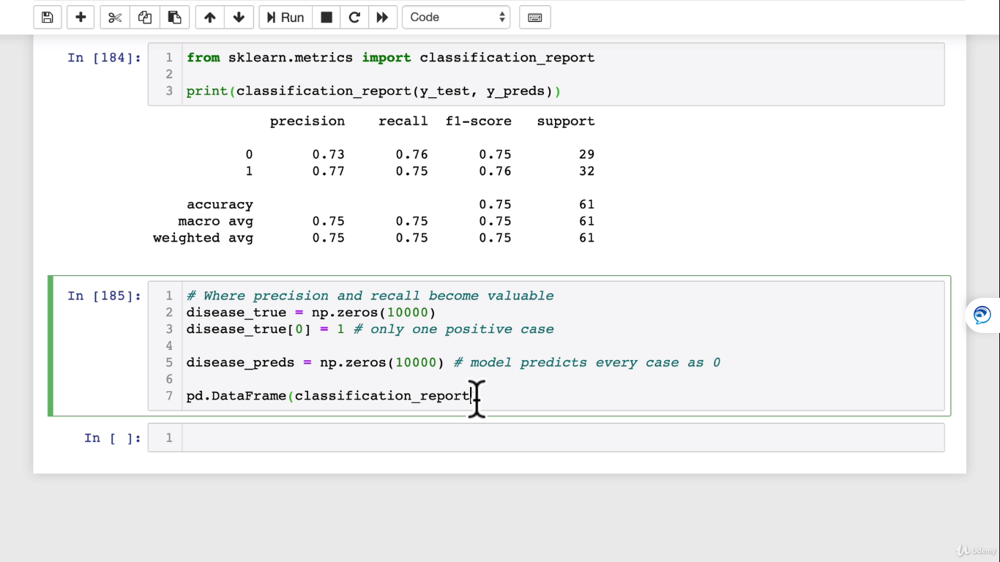 Run
Code
In [184]:
1 from sklearn.metrics import classification_report
2
3 print(classification_report(y_test, y_preds))
precision recall f1-score support
0 0.73 0.76 0.75 29
1 0.77 0.75 0.76 32
accuracy 0.75 61
macro avg 0.75 0.75 0.75 61
weighted avg 0.75 0.75 0.75 61
In [185]:
1 # Where precision and recall become valuable
2 disease_true = np.zeros(10000)
3 disease_true[0] = 1 # only one positive case
4
5 disease_preds = np.zeros(10000) # model predicts every case as 0
6
7 pd.DataFrame(classification_report
In [ ]:
1
Udemy